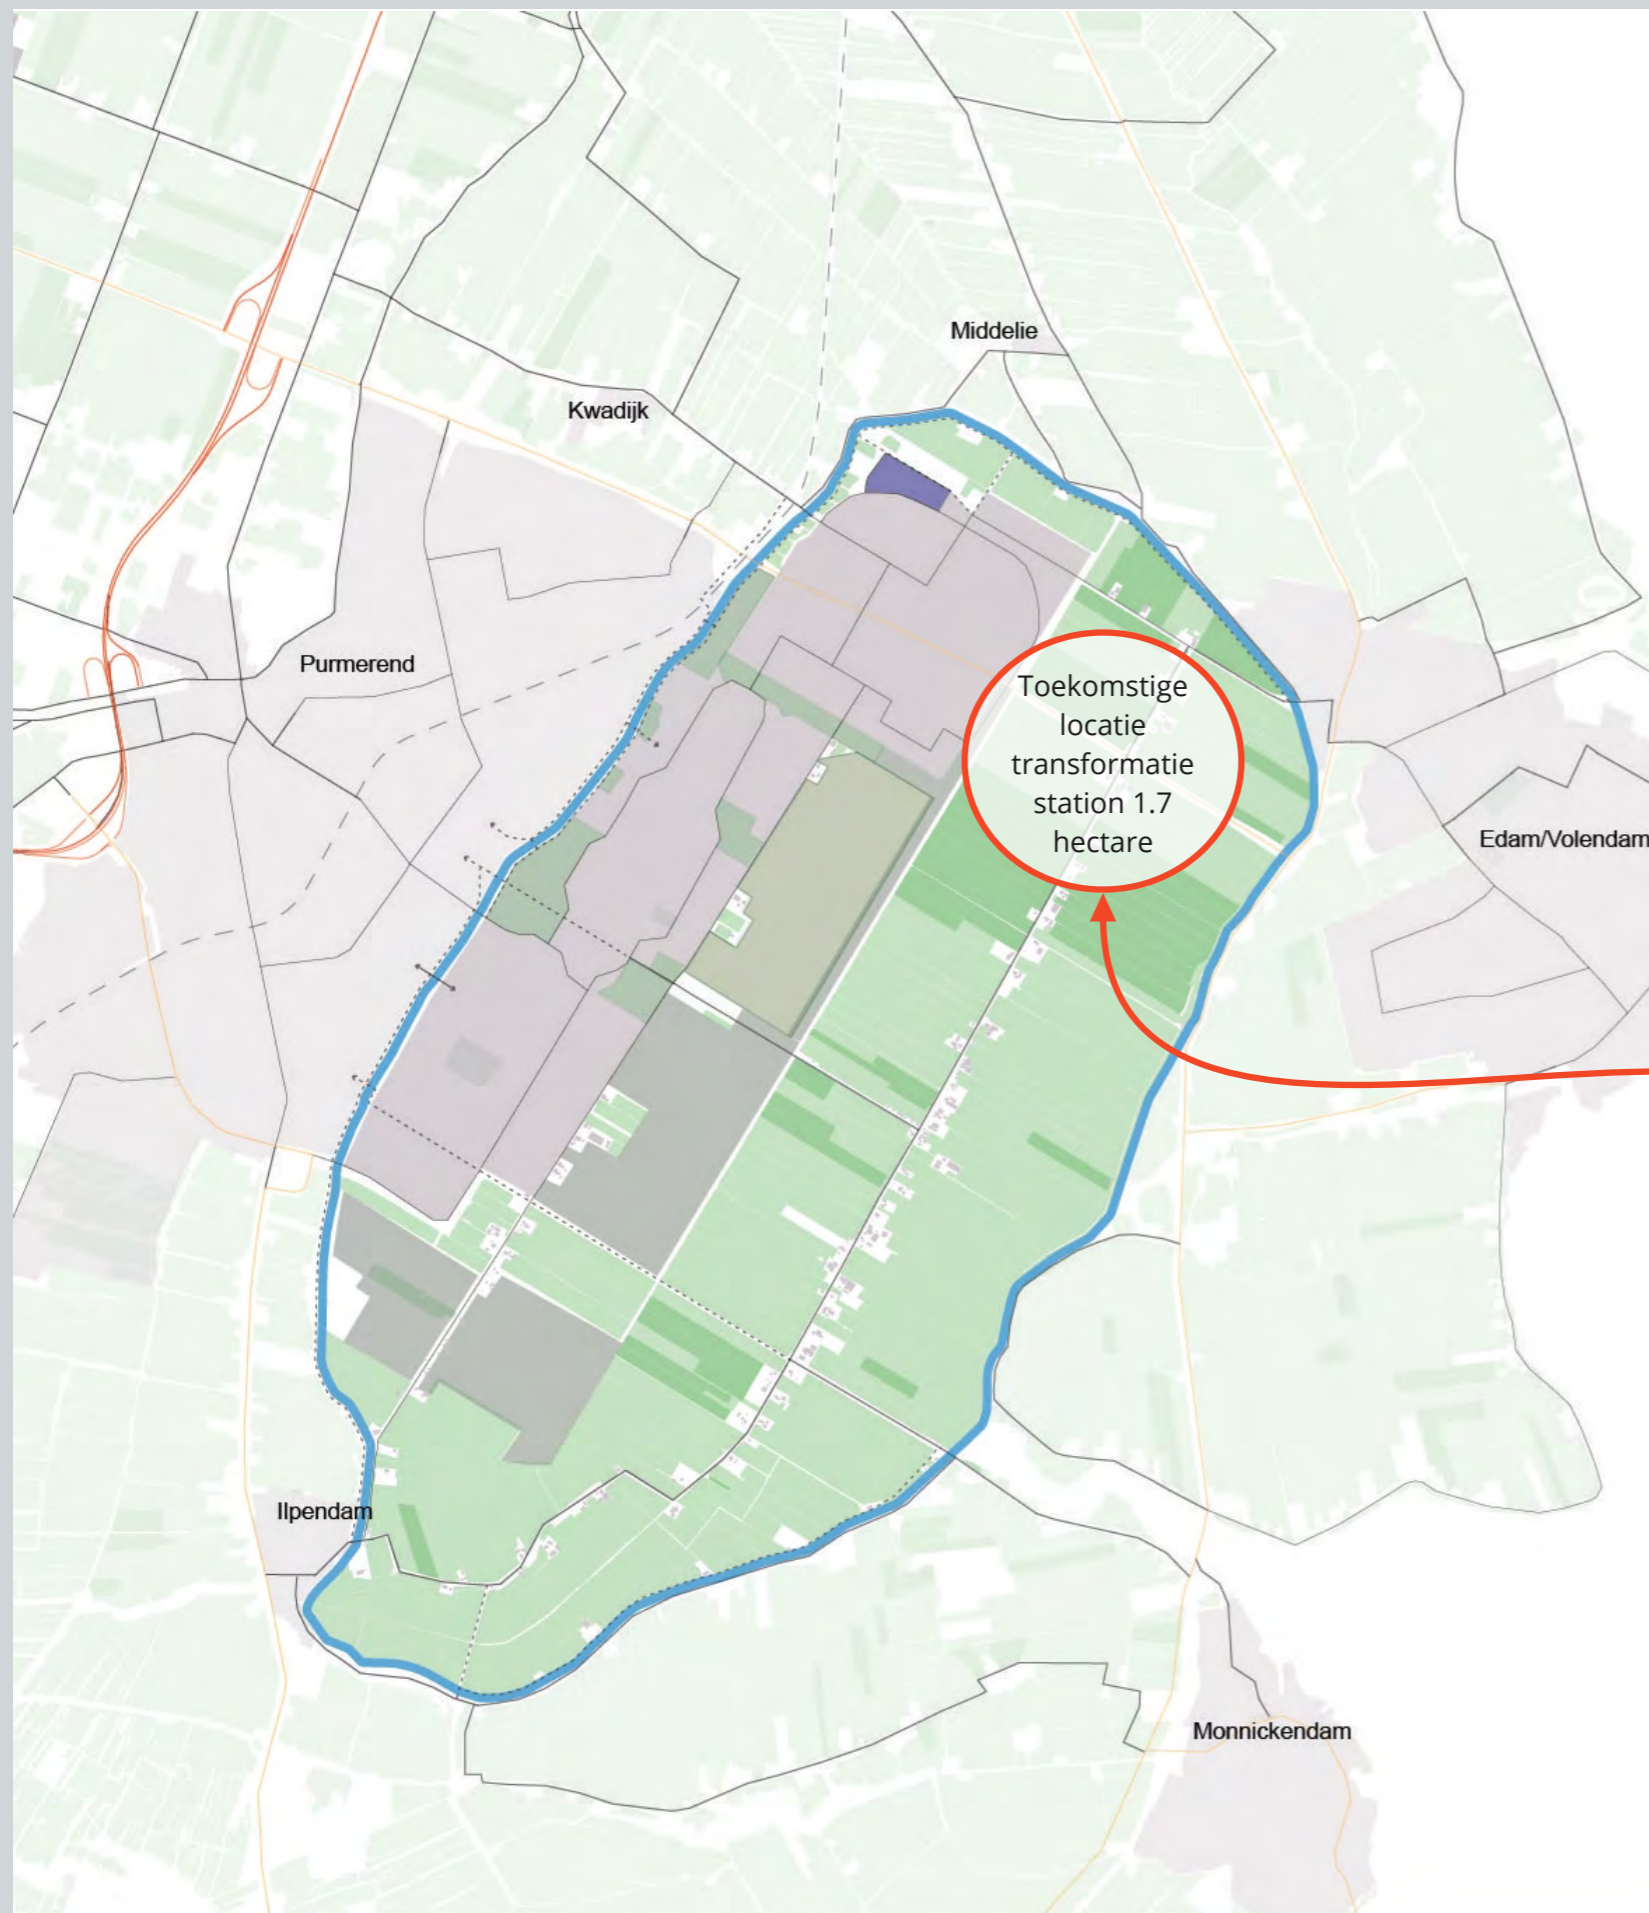 Middelie
Kwadijk
Purmerend
Toekomstige
locatie
transformatie
station 1.7
hectare
Edam/Volendam
Ilpendam
Monnickendam